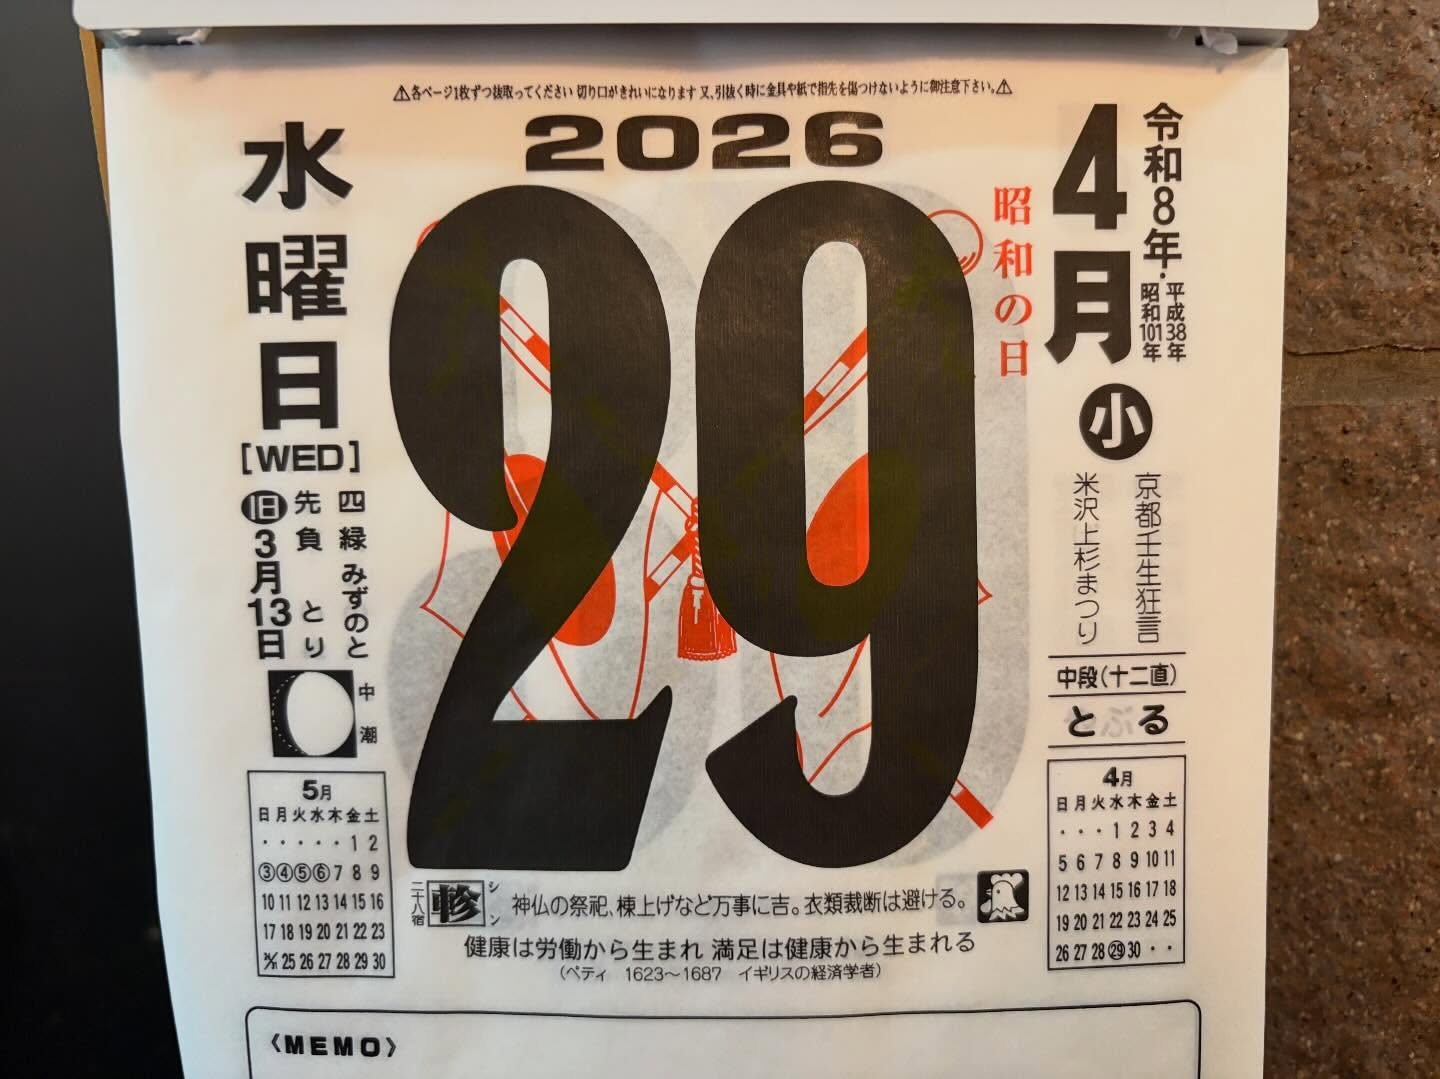 ⚠各ページ1枚ずつ抜取ってください 切り口がきれいになります 又、引抜く時に金具や紙で指先を傷つけないように御注意下さい。⚠
2026
4月
令和8年・平成38年
昭和101年
小
水曜日
[WED]
29
昭和の日
京都壬生狂言
米沢上杉まつり
中段(十二直)
とる
四緑 みずのと
先負 とり
旧3月13日
中潮
5月
日月火水木金土
・・・・・1 2
③④⑤⑥7 8 9
10 11 12 13 14 15 16
17 18 19 20 21 22 23
24/31 25 26 27 28 29 30
4月
日月火水木金土
・・・1 2 3 4
5 6 7 8 9 10 11
12 13 14 15 16 17 18
19 20 21 22 23 24 25
26 27 28 ㉙ 30 ・・
二十八宿 軫 シン 神仏の祭祀、棟上げなど万事に吉。衣類裁断は避ける。
健康は労働から生まれ 満足は健康から生まれる
(ペティ 1623〜1687 イギリスの経済学者)
《MEMO》